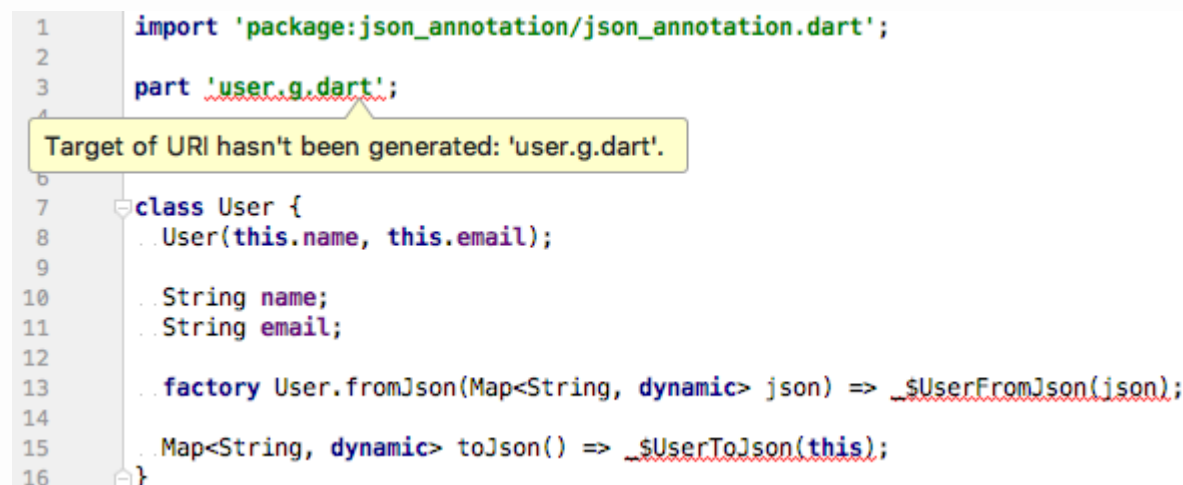 1 import 'package:json_annotation/json_annotation.dart';
2
3 part 'user.g.dart';
Target of URI hasn't been generated: 'user.g.dart'.
6
7 class User {
8 User(this.name, this.email);
9
10 String name;
11 String email;
12
13 factory User.fromJson(Map<String, dynamic> json) => _$UserFromJson(json);
14
15 Map<String, dynamic> toJson() => _$UserToJson(this);
16 }